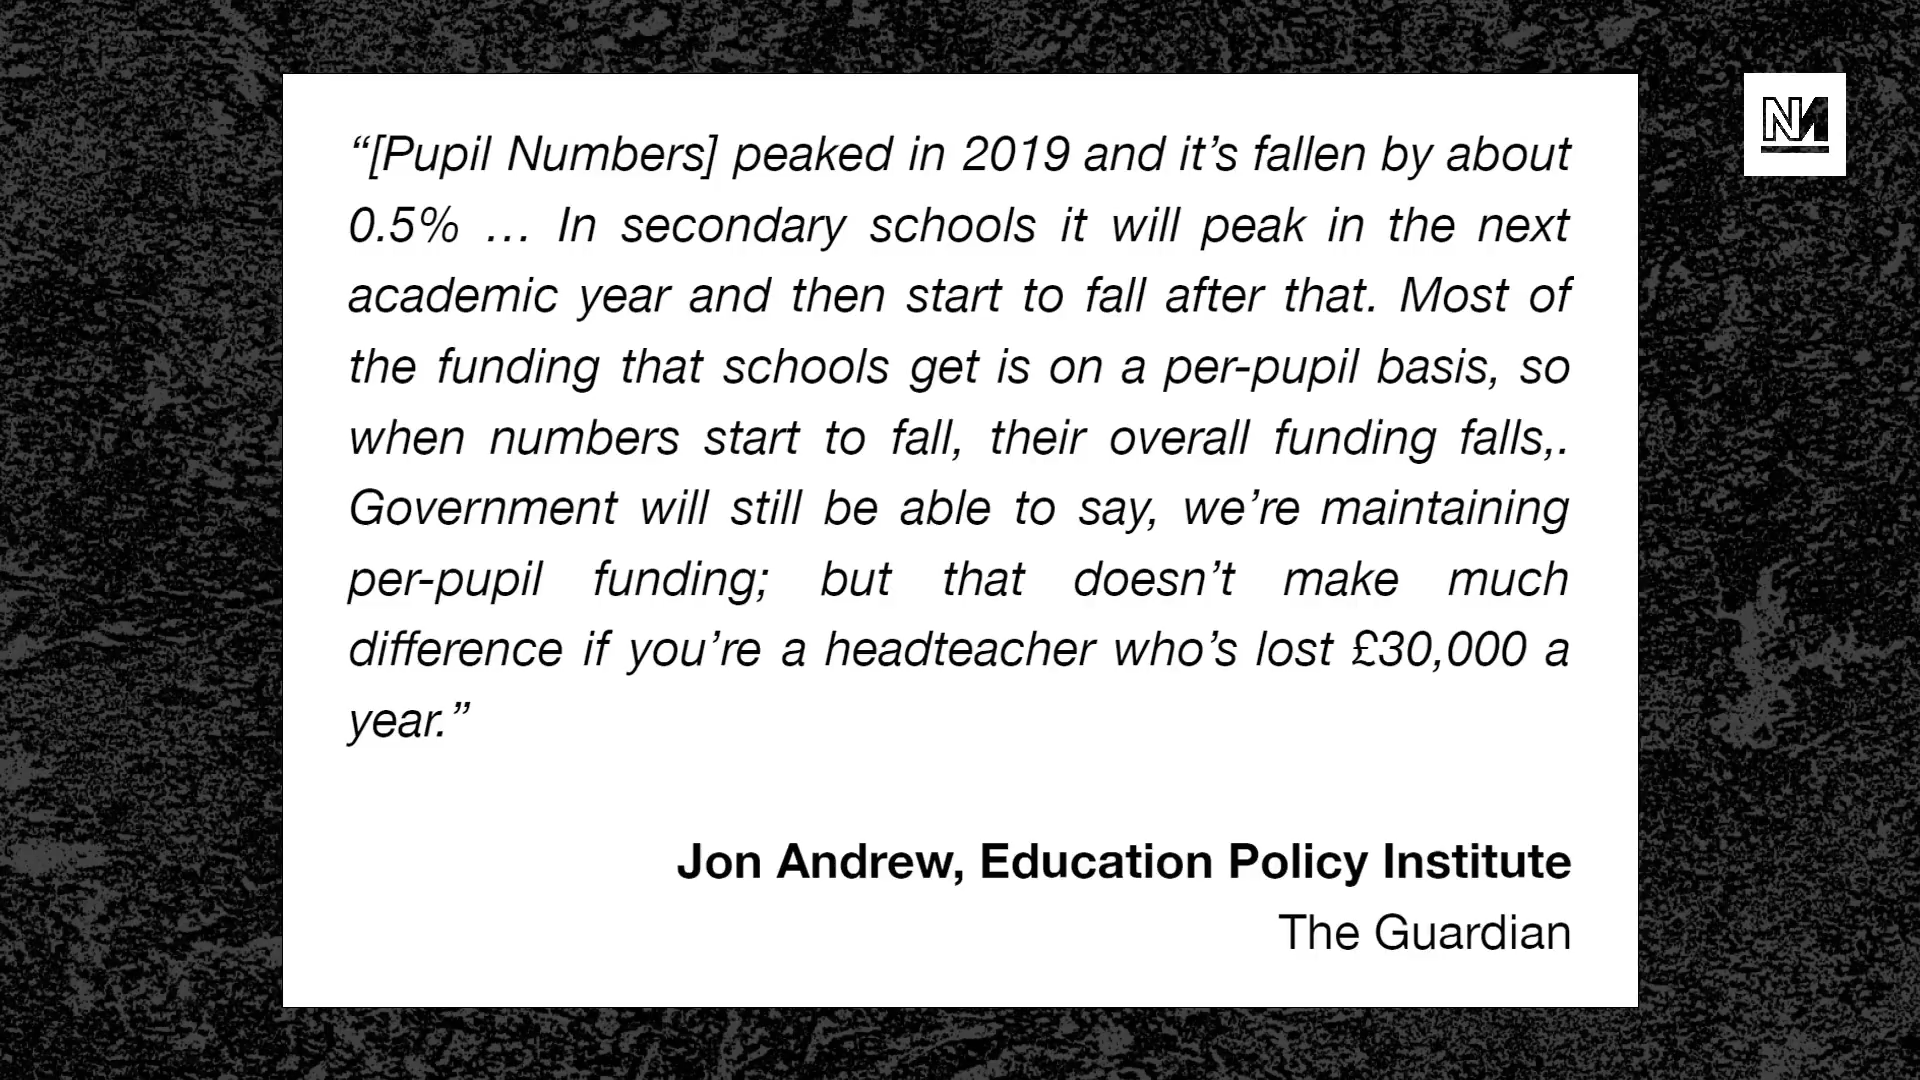 “[Pupil Numbers] peaked in 2019 and it’s fallen by about
0.5% … In secondary schools it will peak in the next
academic year and then start to fall after that. Most of
the funding that schools get is on a per-pupil basis, so
when numbers start to fall, their overall funding falls,.
Government will still be able to say, we’re maintaining
per-pupil funding; but that doesn’t make much
difference if you’re a headteacher who’s lost £30,000 a
year.”
Jon Andrew, Education Policy Institute
The Guardian
NM